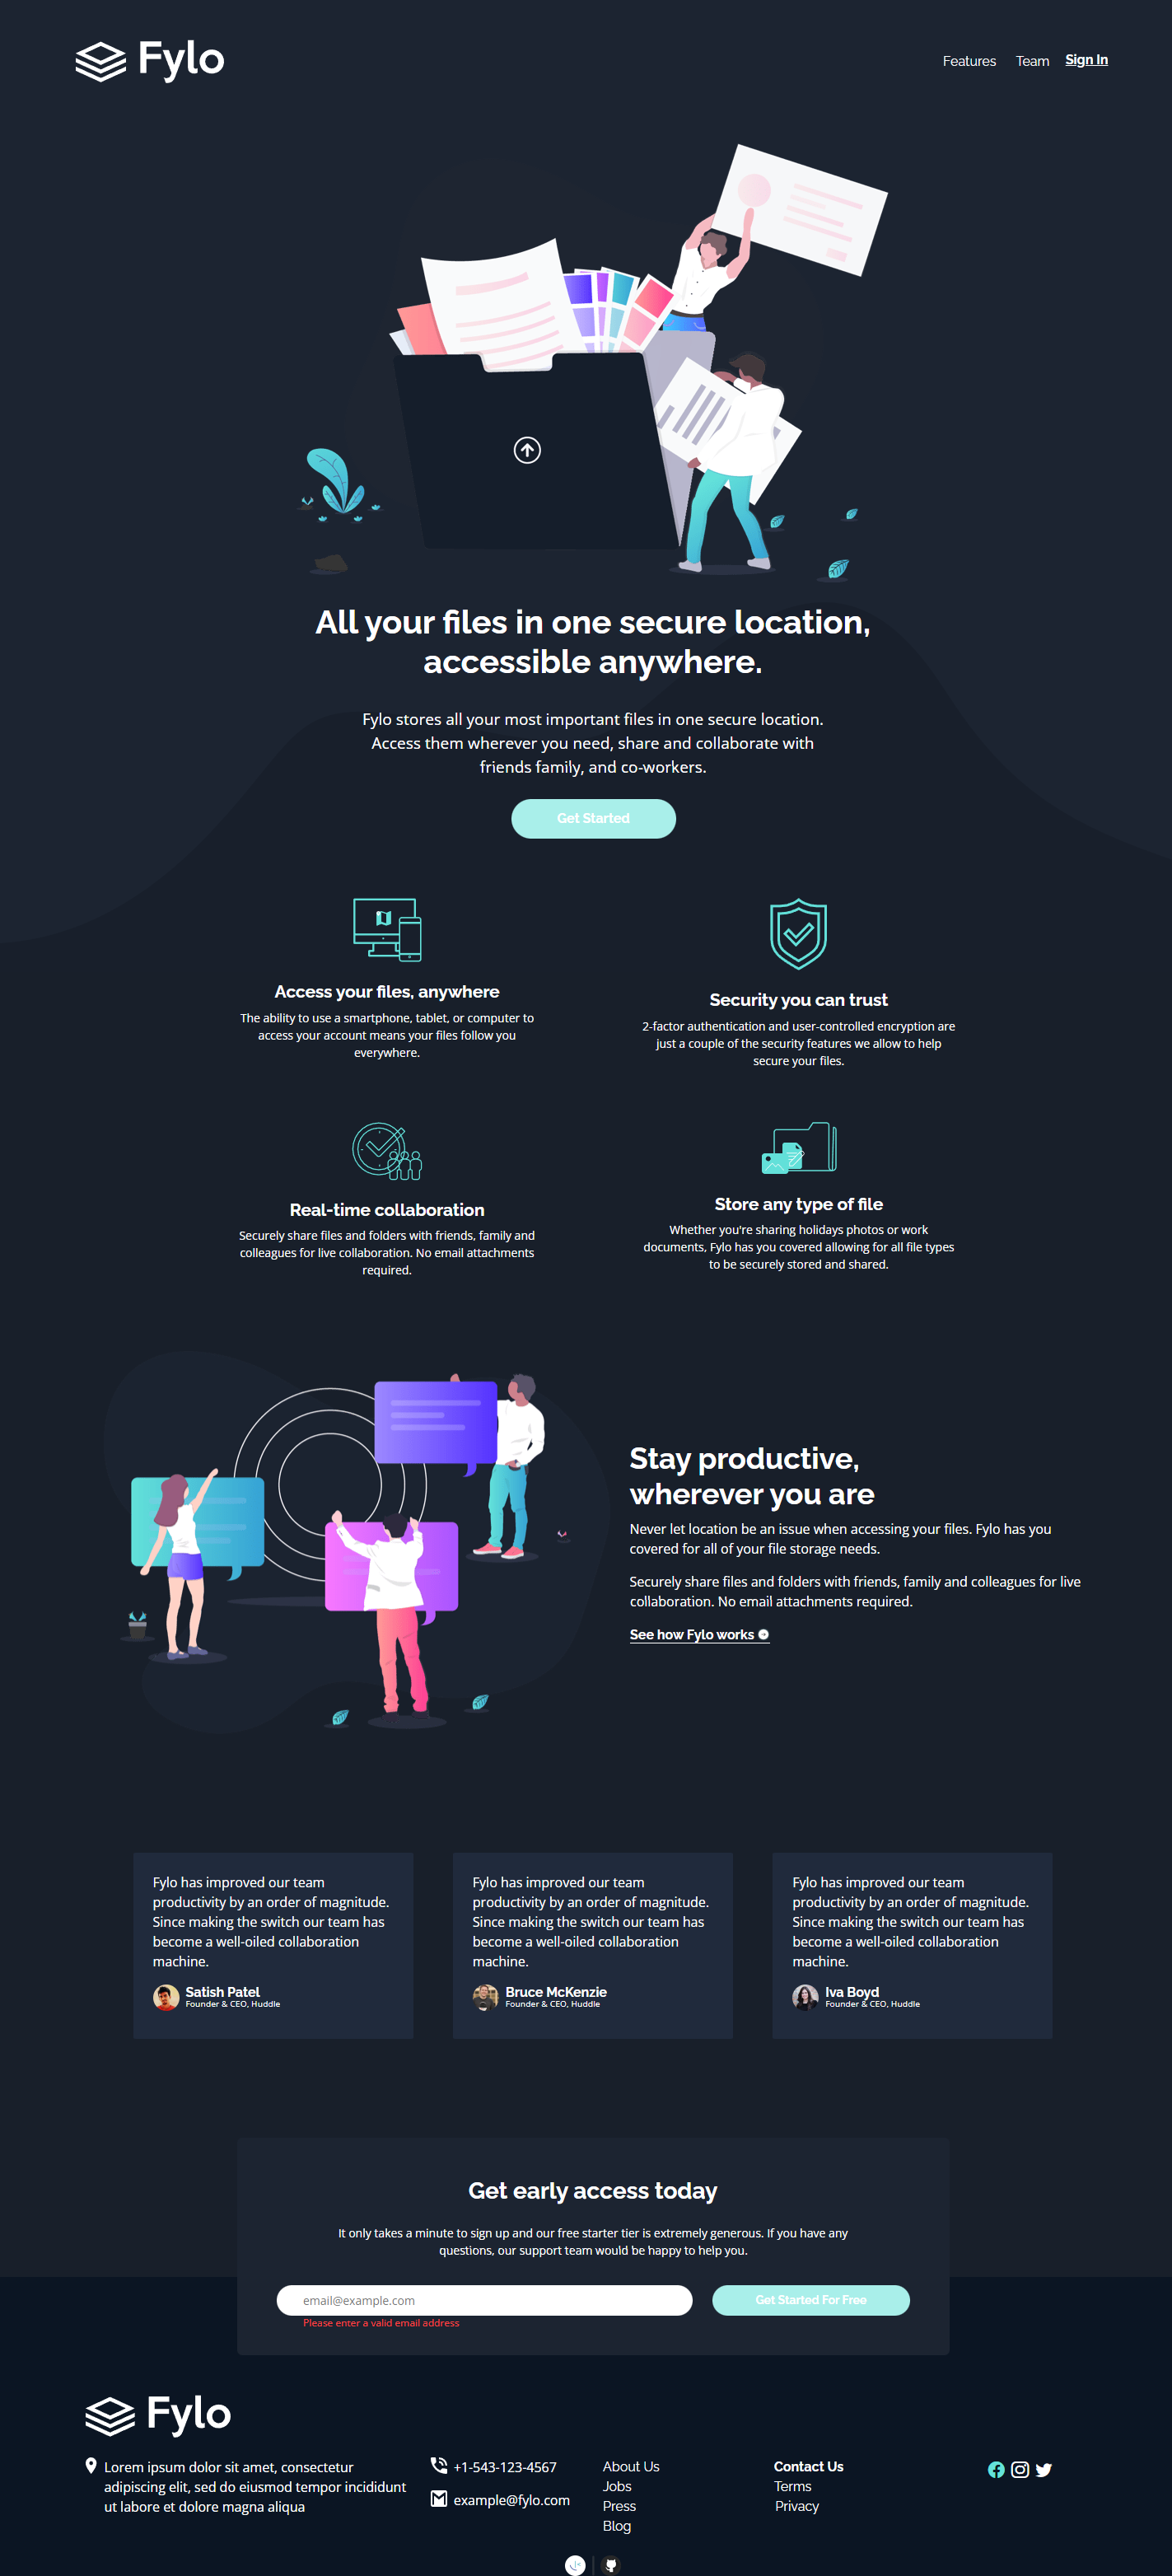 Fylo
Features Team Sign In
All your files in one secure location,
accessible anywhere.
Fylo stores all your most important files in one secure location.
Access them wherever you need, share and collaborate with
friends family, and co-workers.
Get Started
Access your files, anywhere
The ability to use a smartphone, tablet, or computer to
access your account means your files follow you
everywhere.
Security you can trust
2-factor authentication and user-controlled encryption are
just a couple of the security features we allow to help
secure your files.
Real-time collaboration
Securely share files and folders with friends, family and
colleagues for live collaboration. No email attachments
required.
Store any type of file
Whether you're sharing holidays photos or work
documents, Fylo has you covered allowing for all file types
to be securely stored and shared.
Stay productive,
wherever you are
Never let location be an issue when accessing your files. Fylo has you
covered for all of your file storage needs.
Securely share files and folders with friends, family and colleagues for live
collaboration. No email attachments required.
See how Fylo works
Fylo has improved our team
productivity by an order of magnitude.
Since making the switch our team has
become a well-oiled collaboration
machine.
Satish Patel
Founder & CEO, Huddle
Fylo has improved our team
productivity by an order of magnitude.
Since making the switch our team has
become a well-oiled collaboration
machine.
Bruce McKenzie
Founder & CEO, Huddle
Fylo has improved our team
productivity by an order of magnitude.
Since making the switch our team has
become a well-oiled collaboration
machine.
Iva Boyd
Founder & CEO, Huddle
Get early access today
It only takes a minute to sign up and our free starter tier is extremely generous. If you have any
questions, our support team would be happy to help you.
email@example.com
Get Started For Free
Please enter a valid email address
Fylo
Lorem ipsum dolor sit amet, consectetur
adipiscing elit, sed do eiusmod tempor incididunt
ut labore et dolore magna aliqua
+1-543-123-4567
example@fylo.com
About Us
Jobs
Press
Blog
Contact Us
Terms
Privacy